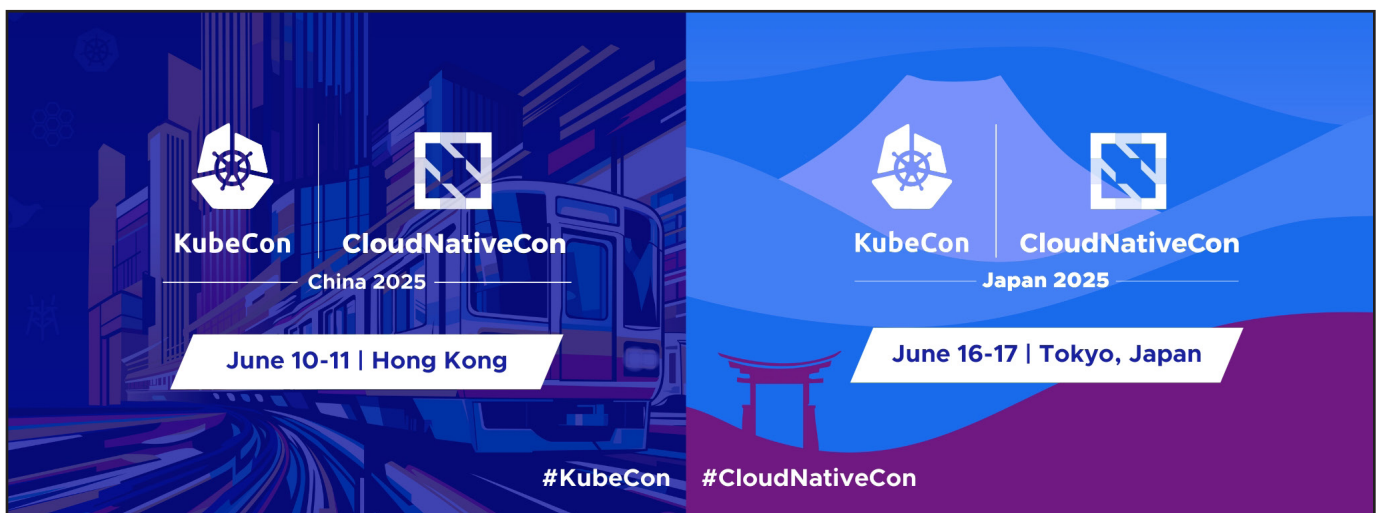 KubeCon
CloudNativeCon
China 2025
June 10-11 | Hong Kong
#KubeCon
KubeCon
CloudNativeCon
Japan 2025
June 16-17 | Tokyo, Japan
#CloudNativeCon